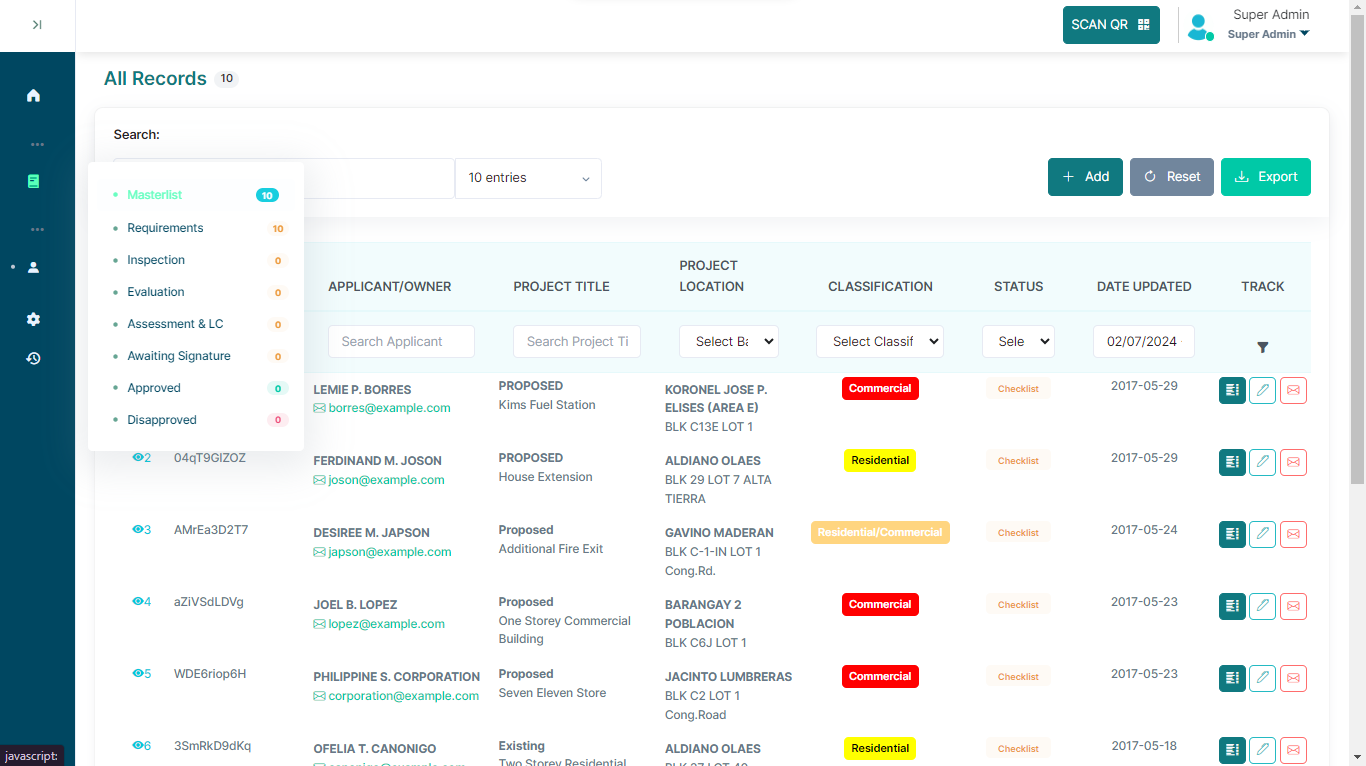 SCAN QR
Super Admin
Super Admin
All Records 10
Search:
10 entries
Add
Reset
Export
Masterlist 10
Requirements 10
Inspection 0
Evaluation 0
Assessment & LC 0
Awaiting Signature 0
Approved 0
Disapproved 0
APPLICANT/OWNER
PROJECT TITLE
PROJECT
LOCATION
CLASSIFICATION
STATUS
DATE UPDATED
TRACK
Search Applicant
Search Project Ti
Select Ba
Select Classif
Sele
02/07/2024
LEMIE P. BORRES
borres@example.com
PROPOSED
Kims Fuel Station
KORONEL JOSE P.
ELISES (AREA E)
BLK C13E LOT 1
Commercial
Checklist
2017-05-29
2
04qT9GIZOZ
FERDINAND M. JOSON
joson@example.com
PROPOSED
House Extension
ALDIANO OLAES
BLK 29 LOT 7 ALTA
TIERRA
Residential
Checklist
2017-05-29
3
AMrEa3D2T7
DESIREE M. JAPSON
japson@example.com
Proposed
Additional Fire Exit
GAVINO MADERAN
BLK C-1-IN LOT 1
Cong.Rd.
Residential/Commercial
Checklist
2017-05-24
4
aZiVSdLDVg
JOEL B. LOPEZ
lopez@example.com
Proposed
One Storey Commercial
Building
BARANGAY 2
POBLACION
BLK C6J LOT 1
Commercial
Checklist
2017-05-23
5
WDE6riop6H
PHILIPPINE S. CORPORATION
corporation@example.com
Proposed
Seven Eleven Store
JACINTO LUMBRERAS
BLK C2 LOT 1
Cong.Road
Commercial
Checklist
2017-05-23
6
3SmRkD9dKq
OFELIA T. CANONIGO
Existing
Two Storey Residential
ALDIANO OLAES
Residential
Checklist
2017-05-18
javascript: